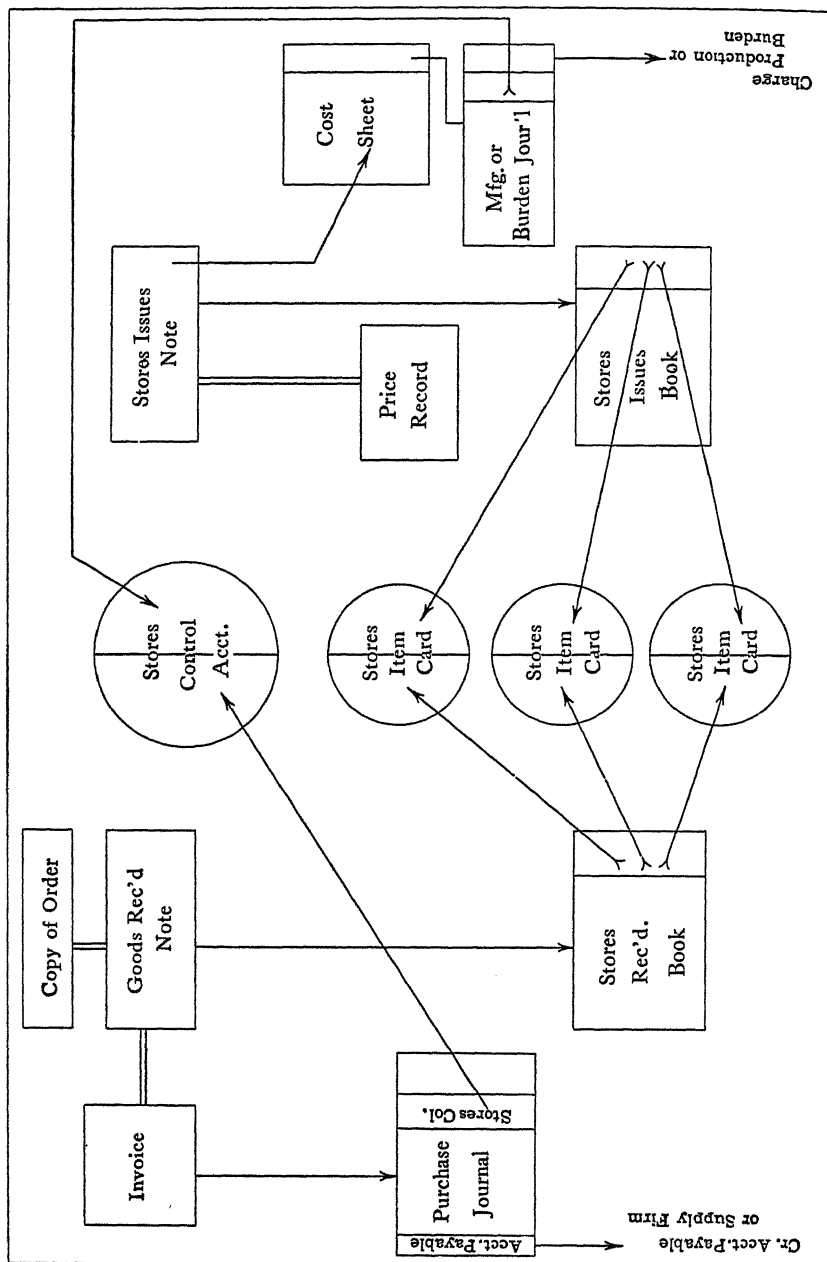 Copy of Order
Goods Rec'd
Note
Invoice
Purchase
Journal
Acct.Payable
Stores Col.
Cr. Acct.Payable
or Supply Firm
Stores
Rec'd.
Book
Stores
Control
Acct.
Stores
Item
Card
Stores
Item
Card
Stores
Item
Card
Stores Issues
Note
Price
Record
Stores
Issues
Book
Cost
Sheet
Mfg. or
Burden Jour'l
Charge
Production or
Burden